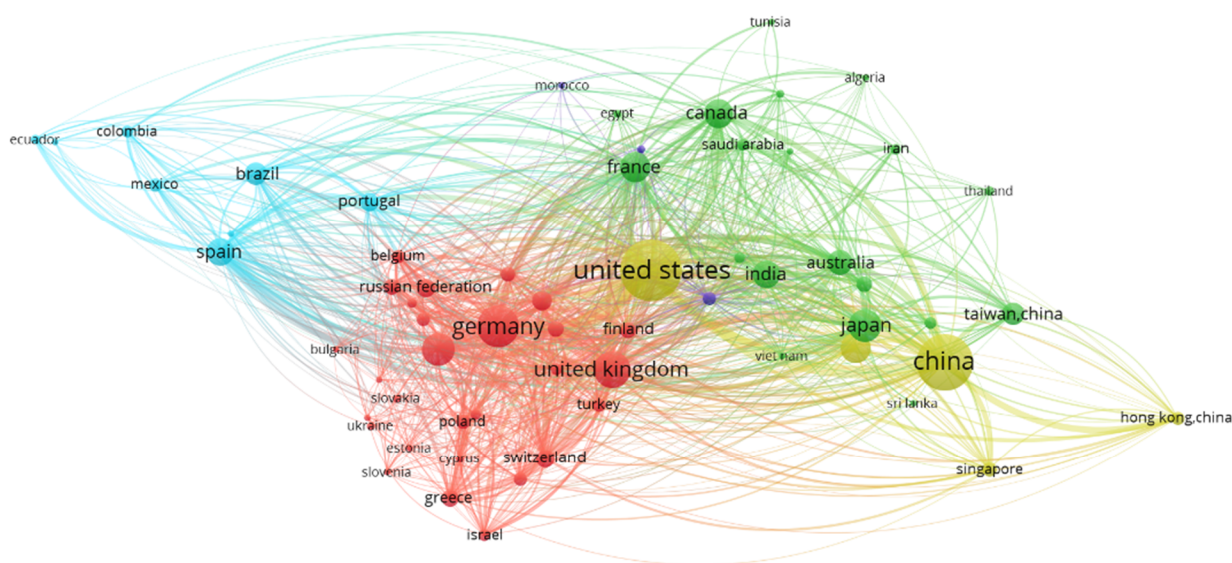 tunisia
algeria
morocco
egypt
canada
ecuador
colombia
saudi arabia
iran
france
brazil
mexico
thailand
portugal
spain
belgium
united states
india
australia
russian federation
taiwan,china
germany
finland
japan
bulgaria
viet nam
china
united kingdom
slovakia
turkey
sri lanka
hong kong,china
ukraine
poland
estonia
cyprus
switzerland
slovenia
singapore
greece
israel